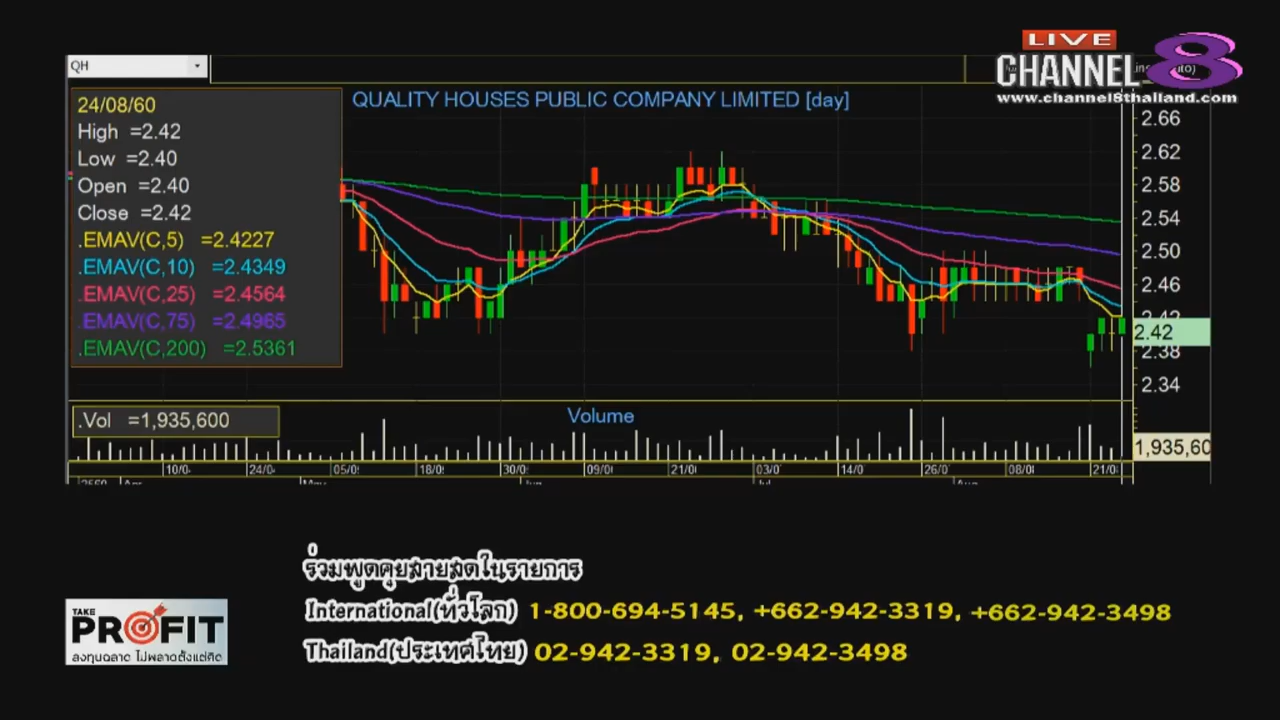 LIVE
CHANNEL 8
www.channel8thailand.com
QH
QUALITY HOUSES PUBLIC COMPANY LIMITED [day]
24/08/60
High =2.42
Low =2.40
Open =2.40
Close =2.42
.EMAV(C,5) =2.4227
.EMAV(C,10) =2.4349
.EMAV(C,25) =2.4564
.EMAV(C,75) =2.4965
.EMAV(C,200) =2.5361
2.66
2.62
2.58
2.54
2.50
2.46
2.42
2.42
2.38
2.34
.Vol =1,935,600
Volume
1,935,60
10/0 24/0 05/0 18/0 30/0 09/0 21/0 03/0 14/0 26/0 08/0 21/0
ร่วมพูดคุยสายสดในรายการ
International(ทั่วโลก) 1-800-694-5145, +662-942-3319, +662-942-3498
Thailand(ประเทศไทย) 02-942-3319, 02-942-3498
TAKE
PROFIT
ลงทุนฉลาด ไม่พลาดตั้งแต่คิด